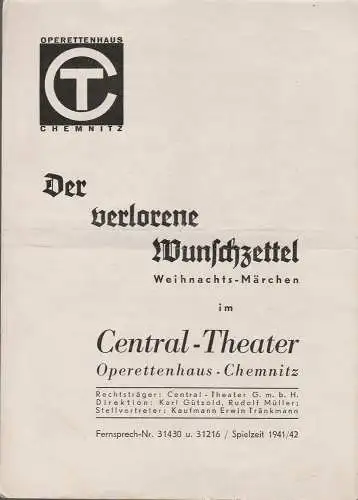 OPERETTENHAUS
CT
CHEMNITZ
Der
verlorene
Wunschzettel
Weihnachts-Märchen
im
Central-Theater
Operettenhaus-Chemnitz
Rechtsträger: Central-Theater G.m.b.H.
Direktion: Karl Gützold, Rudolf Müller;
Stellvertreter: Kaufmann Erwin Tränkmann
Fernsprech-Nr. 31430 u. 31216 / Spielzeit 1941/42